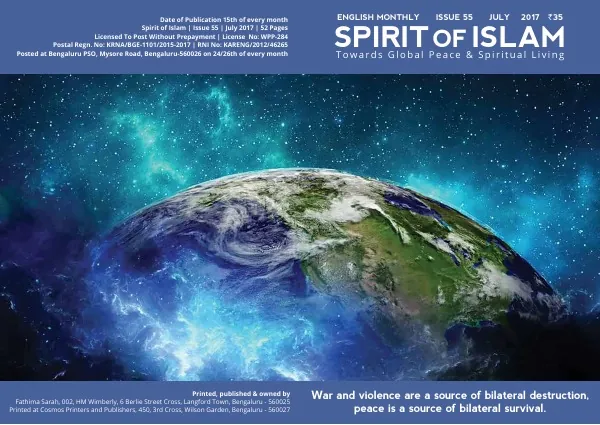 Date of Publication 15th of every month
Spirit of Islam | Issue 55 | July 2017 | 52 Pages
Licensed To Post Without Prepayment | License No: WPP-284
Postal Regn. No: KRNA/BGE-1101/2015-2017 | RNI No: KARENG/2012/46265
Posted at Bengaluru PSO, Mysore Road, Bengaluru-560026 on 24/26th of every month
ENGLISH MONTHLY ISSUE 55 JULY 2017 ₹35
SPIRIT OF ISLAM
Towards Global Peace & Spiritual Living
Printed, published & owned by
Fathima Sarah, 002, HM Wimberly, 6 Berlie Street Cross, Langford Town, Bengaluru - 560025
Printed at Cosmos Printers and Publishers, 450, 3rd Cross, Wilson Garden, Bengaluru - 560027
War and violence are a source of bilateral destruction,
peace is a source of bilateral survival.